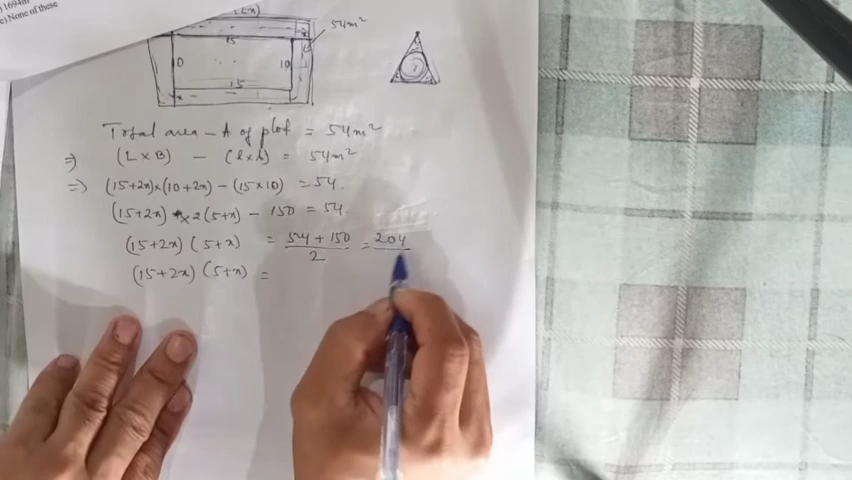 1694m
e) None of these
54m²
15
10
10
15
x
Total area - A of plot = 54m²
⇒ (L × B) - (l×b) = 54m²
⇒ (15+2x)×(10+2x) - (15×10) = 54.
(15+2x) × 2(5+x) - 150 = 54.
(15+2x) (5+x) = 54+150/2 = 204
(15+2x) (5+x) =